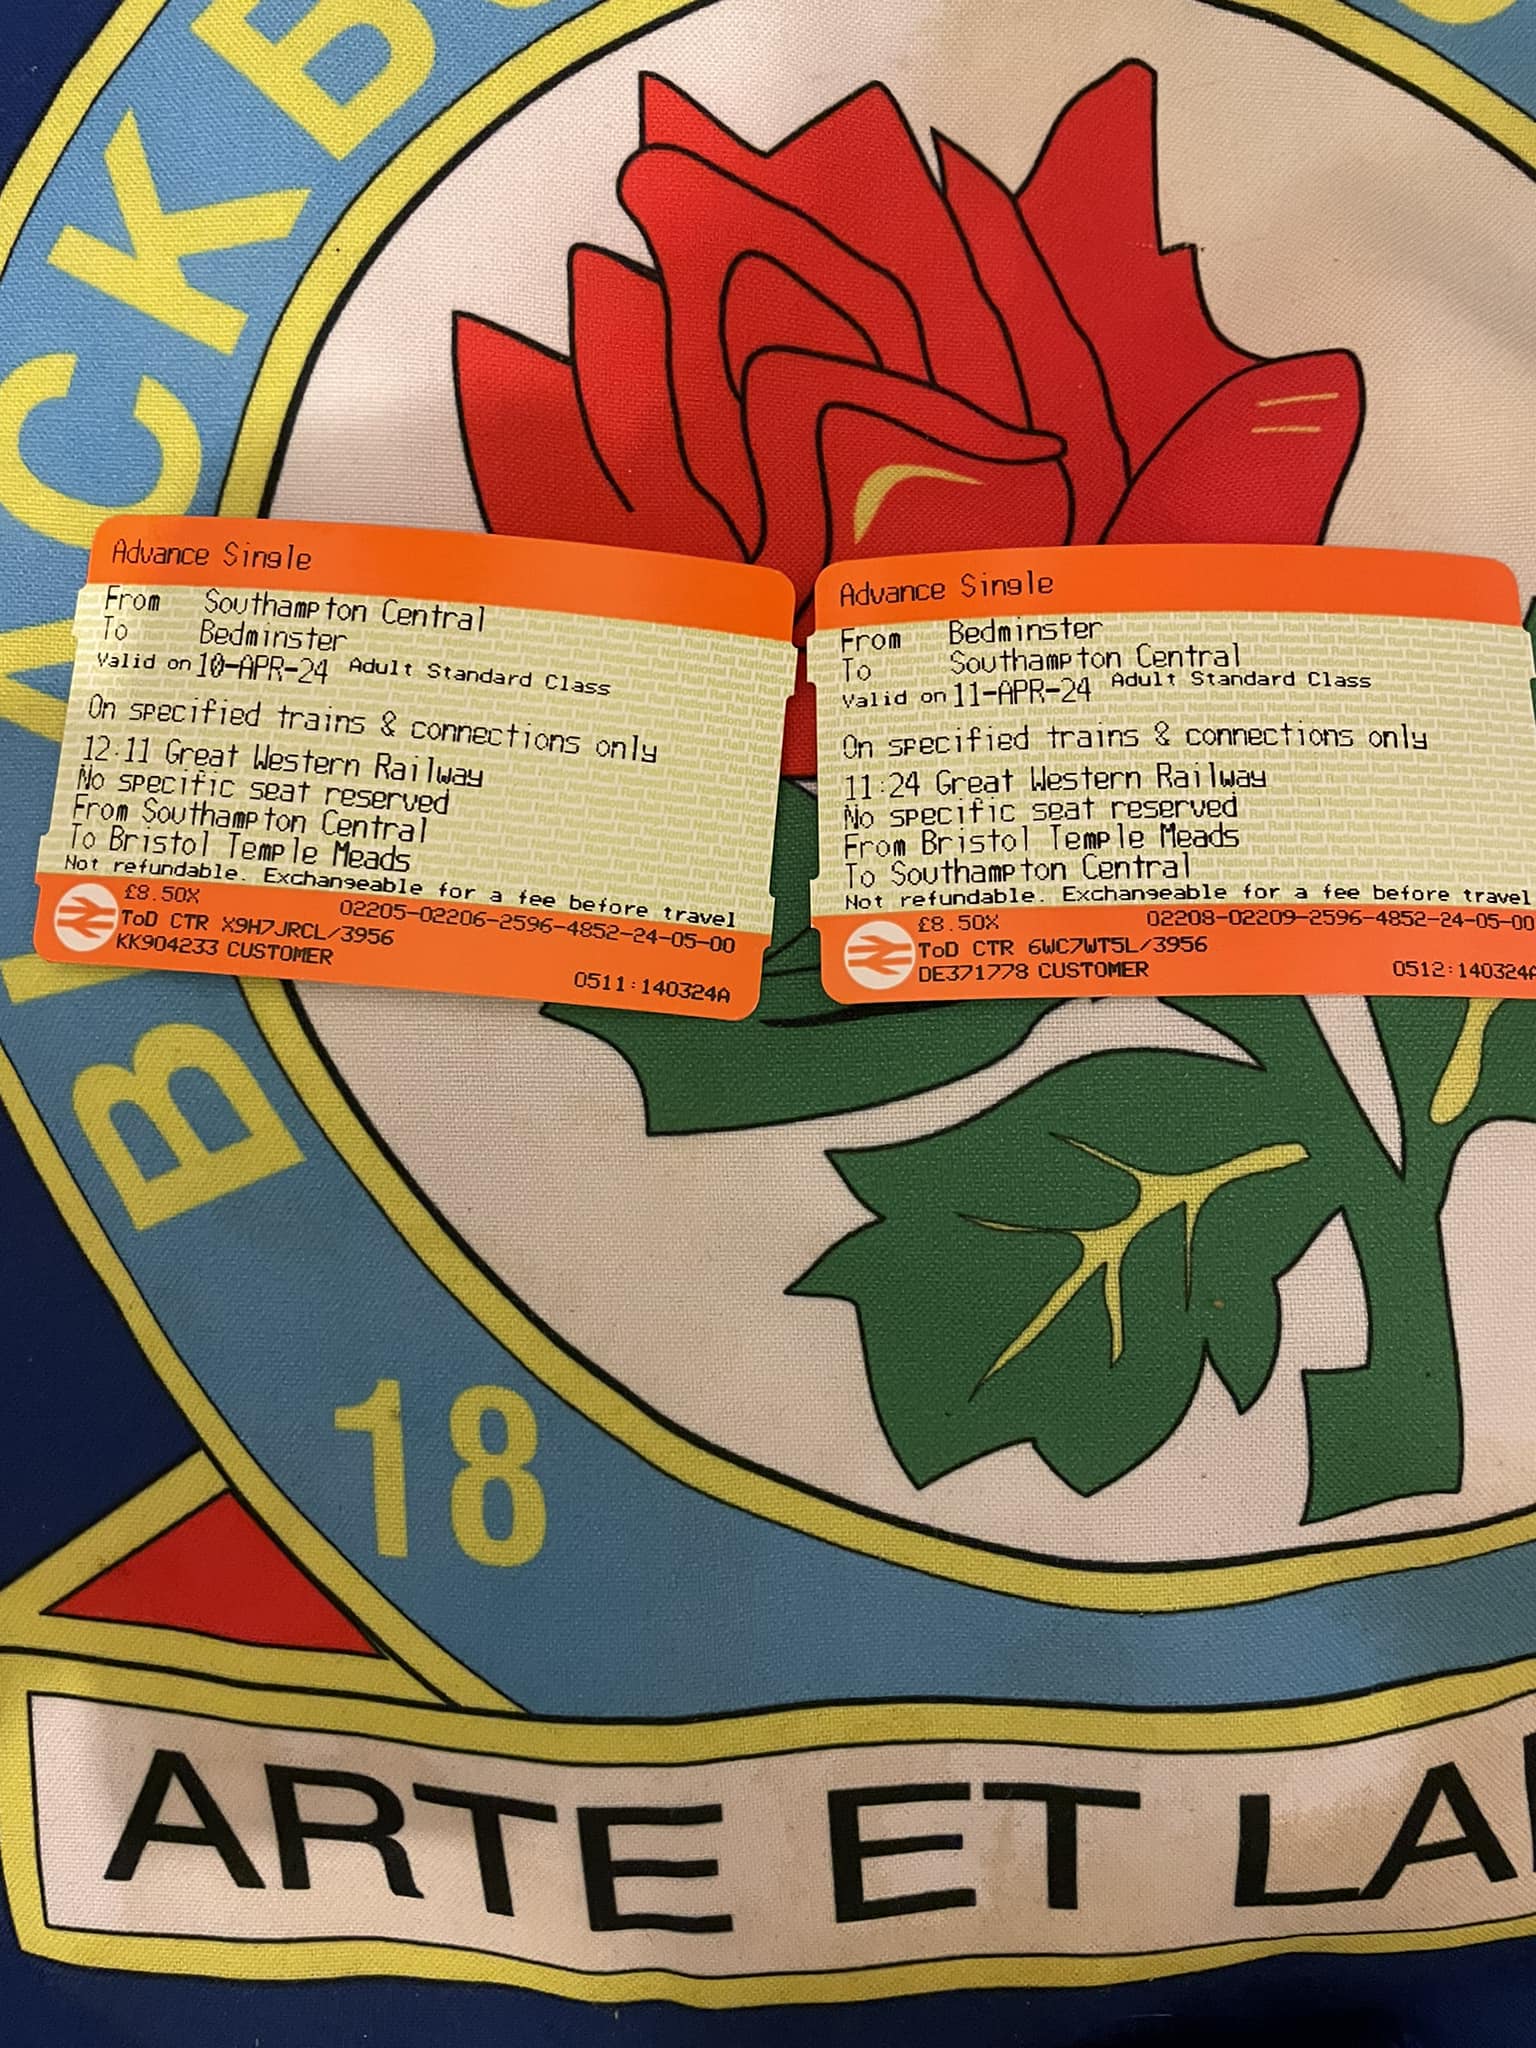 BLACKBU
Advance Single
From Southampton Central
To Bedminster
Valid on 10-APR-24 Adult Standard Class
On specified trains & connections only
12:11 Great Western Railway
No specific seat reserved
From Southampton Central
To Bristol Temple Meads
Not refundable. Exchangeable for a fee before travel
£8.50X 02205-02206-2596-4852-24-05-00
ToD CTR X9H7JRCL/3956
KK904233 CUSTOMER 0511:140324A
Advance Single
From Bedminster
To Southampton Central
Valid on 11-APR-24 Adult Standard Class
On specified trains & connections only
11:24 Great Western Railway
No specific seat reserved
From Bristol Temple Meads
To Southampton Central
Not refundable. Exchangeable for a fee before travel
£8.50X 02208-02209-2596-4852-24-05-00
ToD CTR 6WC7WT5L/3956
DE371778 CUSTOMER 0512:140324A
18
ARTE ET LA